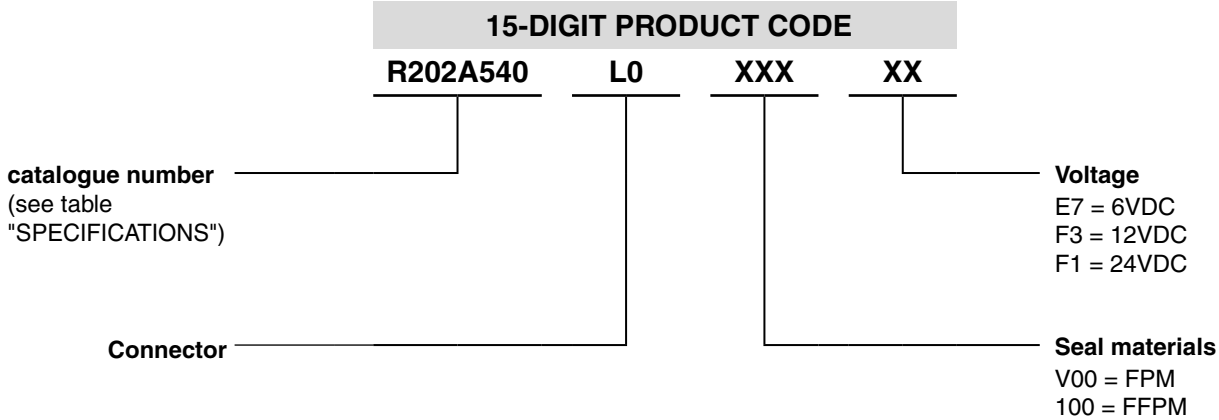 15-DIGIT PRODUCT CODE
R202A540 L0 XXX XX
catalogue number
(see table
"SPECIFICATIONS")
Voltage
E7 = 6VDC
F3 = 12VDC
F1 = 24VDC
Connector
Seal materials
V00 = FPM
100 = FFPM